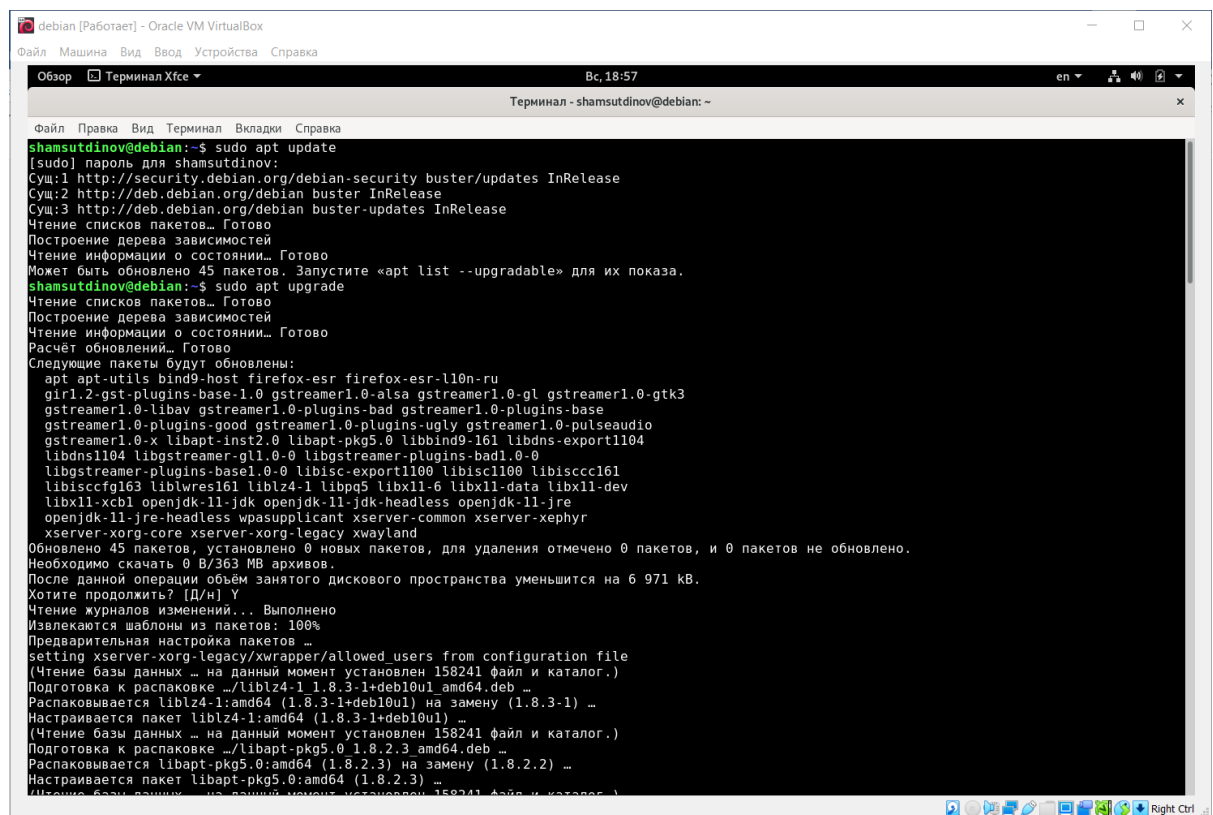 debian [Работает] - Oracle VM VirtualBox
Файл Машина Вид Ввод Устройства Справка
Обзор Терминал Xfce Вс, 18:57 en
Терминал - shamsutdinov@debian: ~
Файл Правка Вид Терминал Вкладки Справка
shamsutdinov@debian:~$ sudo apt update
[sudo] пароль для shamsutdinov:
Сущ:1 http://security.debian.org/debian-security buster/updates InRelease
Сущ:2 http://deb.debian.org/debian buster InRelease
Сущ:3 http://deb.debian.org/debian buster-updates InRelease
Чтение списков пакетов… Готово
Построение дерева зависимостей
Чтение информации о состоянии… Готово
Может быть обновлено 45 пакетов. Запустите «apt list --upgradable» для их показа.
shamsutdinov@debian:~$ sudo apt upgrade
Чтение списков пакетов… Готово
Построение дерева зависимостей
Чтение информации о состоянии… Готово
Расчёт обновлений… Готово
Следующие пакеты будут обновлены:
apt apt-utils bind9-host firefox-esr firefox-esr-l10n-ru
gir1.2-gst-plugins-base-1.0 gstreamer1.0-alsa gstreamer1.0-gl gstreamer1.0-gtk3
gstreamer1.0-libav gstreamer1.0-plugins-bad gstreamer1.0-plugins-base
gstreamer1.0-plugins-good gstreamer1.0-plugins-ugly gstreamer1.0-pulseaudio
gstreamer1.0-x libapt-inst2.0 libapt-pkg5.0 libbind9-161 libdns-export1104
libdns1104 libgstreamer-gl1.0-0 libgstreamer-plugins-bad1.0-0
libgstreamer-plugins-base1.0-0 libisc-export1100 libisc1100 libisccc161
libisccfg163 liblwres161 liblz4-1 libpq5 libx11-6 libx11-data libx11-dev
libx11-xcb1 openjdk-11-jdk openjdk-11-jdk-headless openjdk-11-jre
openjdk-11-jre-headless wpasupplicant xserver-common xserver-xephyr
xserver-xorg-core xserver-xorg-legacy xwayland
Обновлено 45 пакетов, установлено 0 новых пакетов, для удаления отмечено 0 пакетов, и 0 пакетов не обновлено.
Необходимо скачать 0 B/363 MB архивов.
После данной операции объём занятого дискового пространства уменьшится на 6 971 kB.
Хотите продолжить? [Д/н] Y
Чтение журналов изменений... Выполнено
Извлекаются шаблоны из пакетов: 100%
Предварительная настройка пакетов …
setting xserver-xorg-legacy/xwrapper/allowed_users from configuration file
(Чтение базы данных … на данный момент установлен 158241 файл и каталог.)
Подготовка к распаковке …/liblz4-1_1.8.3-1+deb10u1_amd64.deb …
Распаковывается liblz4-1:amd64 (1.8.3-1+deb10u1) на замену (1.8.3-1) …
Настраивается пакет liblz4-1:amd64 (1.8.3-1+deb10u1) …
(Чтение базы данных … на данный момент установлен 158241 файл и каталог.)
Подготовка к распаковке …/libapt-pkg5.0_1.8.2.3_amd64.deb …
Распаковывается libapt-pkg5.0:amd64 (1.8.2.3) на замену (1.8.2.2) …
Настраивается пакет libapt-pkg5.0:amd64 (1.8.2.3) …
(Чтение базы данных … на данный момент установлен 158241 файл и каталог.)
Right Ctrl